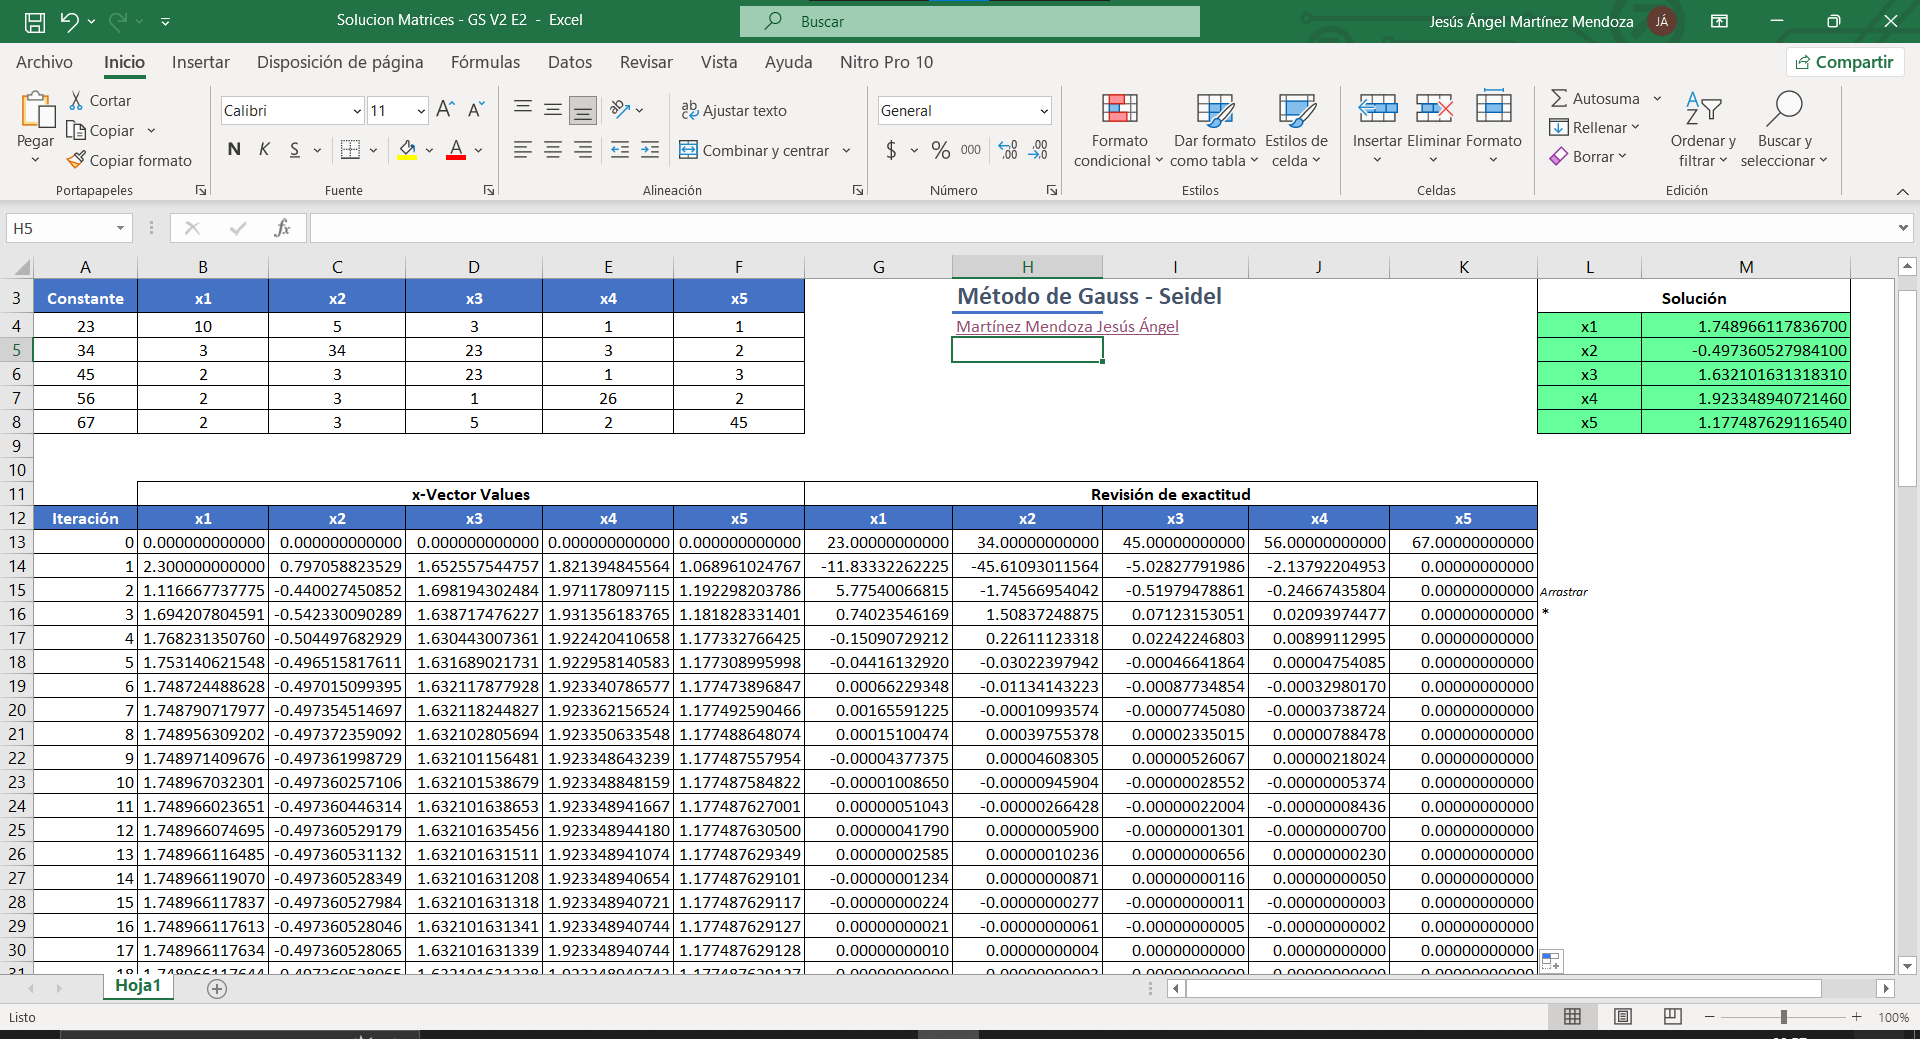 Solucion Matrices - GS V2 E2 - Excel
Buscar
Jesús Ángel Martínez Mendoza JÁ
Archivo Inicio Insertar Disposición de página Fórmulas Datos Revisar Vista Ayuda Nitro Pro 10 Compartir
Pegar
Cortar
Copiar
Copiar formato
Portapapeles
Calibri 11
N K S
Fuente
Ajustar texto
Combinar y centrar
Alineación
General
$ % 000
Número
Formato condicional
Dar formato como tabla
Estilos de celda
Estilos
Insertar Eliminar Formato
Celdas
Autosuma
Rellenar
Borrar
Ordenar y filtrar
Buscar y seleccionar
Edición
H5 fx
A B C D E F G H I J K L M
3 Constante x1 x2 x3 x4 x5 Método de Gauss - Seidel Solución
4 23 10 5 3 1 1 Martínez Mendoza Jesús Ángel x1 1.748966117836700
5 34 3 34 23 3 2 x2 -0.497360527984100
6 45 2 3 23 1 3 x3 1.632101631318310
7 56 2 3 1 26 2 x4 1.923348940721460
8 67 2 3 5 2 45 x5 1.177487629116540
9
10
11 x-Vector Values Revisión de exactitud
12 Iteración x1 x2 x3 x4 x5 x1 x2 x3 x4 x5
13 0 0.000000000000 0.000000000000 0.000000000000 0.000000000000 0.000000000000 23.00000000000 34.00000000000 45.00000000000 56.00000000000 67.00000000000
14 1 2.300000000000 0.797058823529 1.652557544757 1.821394845564 1.068961024767 -11.83332262225 -45.61093011564 -5.02827791986 -2.13792204953 0.00000000000
15 2 1.116667737775 -0.440027450852 1.698194302484 1.971178097115 1.192298203786 5.77540066815 -1.74566954042 -0.51979478861 -0.24667435804 0.00000000000 Arrastrar
16 3 1.694207804591 -0.542330090289 1.638717476227 1.931356183765 1.181828331401 0.74023546169 1.50837248875 0.07123153051 0.02093974477 0.00000000000 *
17 4 1.768231350760 -0.504497682929 1.630443007361 1.922420410658 1.177332766425 -0.15090729212 0.22611123318 0.02242246803 0.00899112995 0.00000000000
18 5 1.753140621548 -0.496515817611 1.631689021731 1.922958140583 1.177308995998 -0.04416132920 -0.03022397942 -0.00046641864 0.00004754085 0.00000000000
19 6 1.748724488628 -0.497015099395 1.632117877928 1.923340786577 1.177473896847 0.00066229348 -0.01134143223 -0.00087734854 -0.00032980170 0.00000000000
20 7 1.748790717977 -0.497354514697 1.632118244827 1.923362156524 1.177492590466 0.00165591225 -0.00010993574 -0.00007745080 -0.00003738724 0.00000000000
21 8 1.748956309202 -0.497372359092 1.632102805694 1.923350633548 1.177488648074 0.00015100474 0.00039755378 0.00002335015 0.00000788478 0.00000000000
22 9 1.748971409676 -0.497361998729 1.632101156481 1.923348643239 1.177487557954 -0.00004377375 0.00004608305 0.00000526067 0.00000218024 0.00000000000
23 10 1.748967032301 -0.497360257106 1.632101538679 1.923348848159 1.177487584822 -0.00001008650 -0.00000945904 -0.00000028552 -0.00000005374 0.00000000000
24 11 1.748966023651 -0.497360446314 1.632101638653 1.923348941667 1.177487627001 0.00000051043 -0.00000266428 -0.00000022004 -0.00000008436 0.00000000000
25 12 1.748966074695 -0.497360529179 1.632101635456 1.923348944180 1.177487630500 0.00000041790 0.00000005900 -0.00000001301 -0.00000000700 0.00000000000
26 13 1.748966116485 -0.497360531132 1.632101631511 1.923348941074 1.177487629349 0.00000002585 0.00000010236 0.00000000656 0.00000000230 0.00000000000
27 14 1.748966119070 -0.497360528349 1.632101631208 1.923348940654 1.177487629101 -0.00000001234 0.00000000871 0.00000000116 0.00000000050 0.00000000000
28 15 1.748966117837 -0.497360527984 1.632101631318 1.923348940721 1.177487629117 -0.00000000224 -0.00000000277 -0.00000000011 -0.00000000003 0.00000000000
29 16 1.748966117613 -0.497360528046 1.632101631341 1.923348940744 1.177487629127 0.00000000021 -0.00000000061 -0.00000000005 -0.00000000002 0.00000000000
30 17 1.748966117634 -0.497360528065 1.632101631339 1.923348940744 1.177487629128 0.00000000010 0.00000000004 0.00000000000 0.00000000000 0.00000000000
Hoja1
Listo 100%